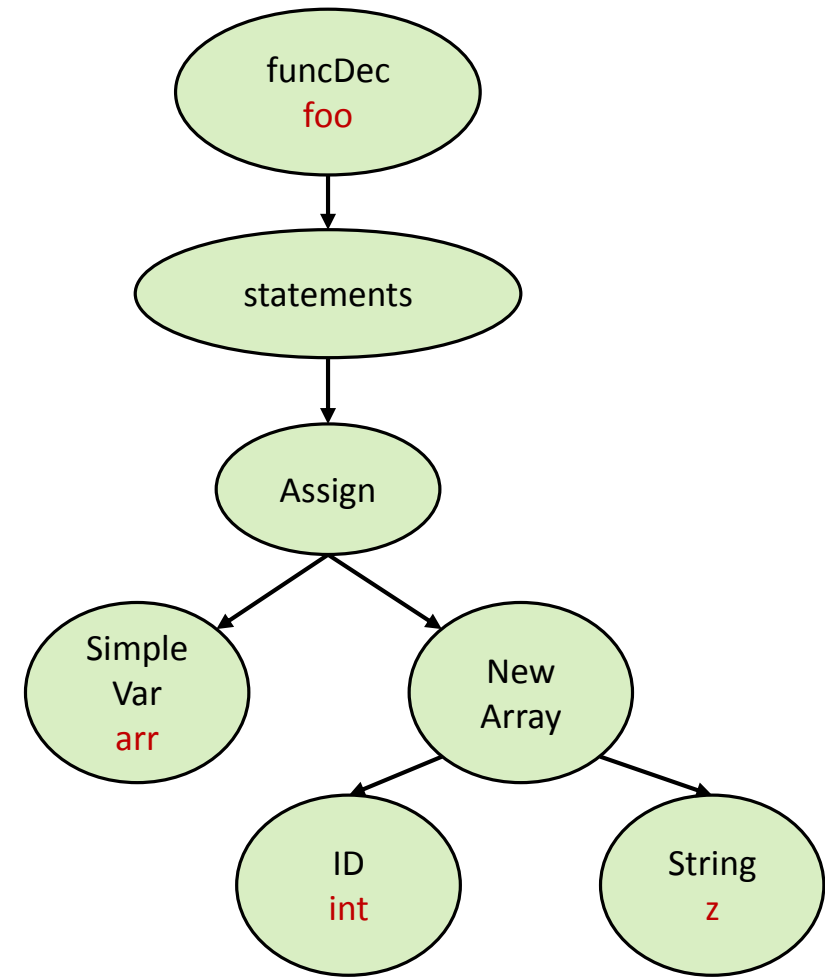 funcDec
foo
statements
Assign
Simple
Var
arr
New
Array
ID
int
String
z